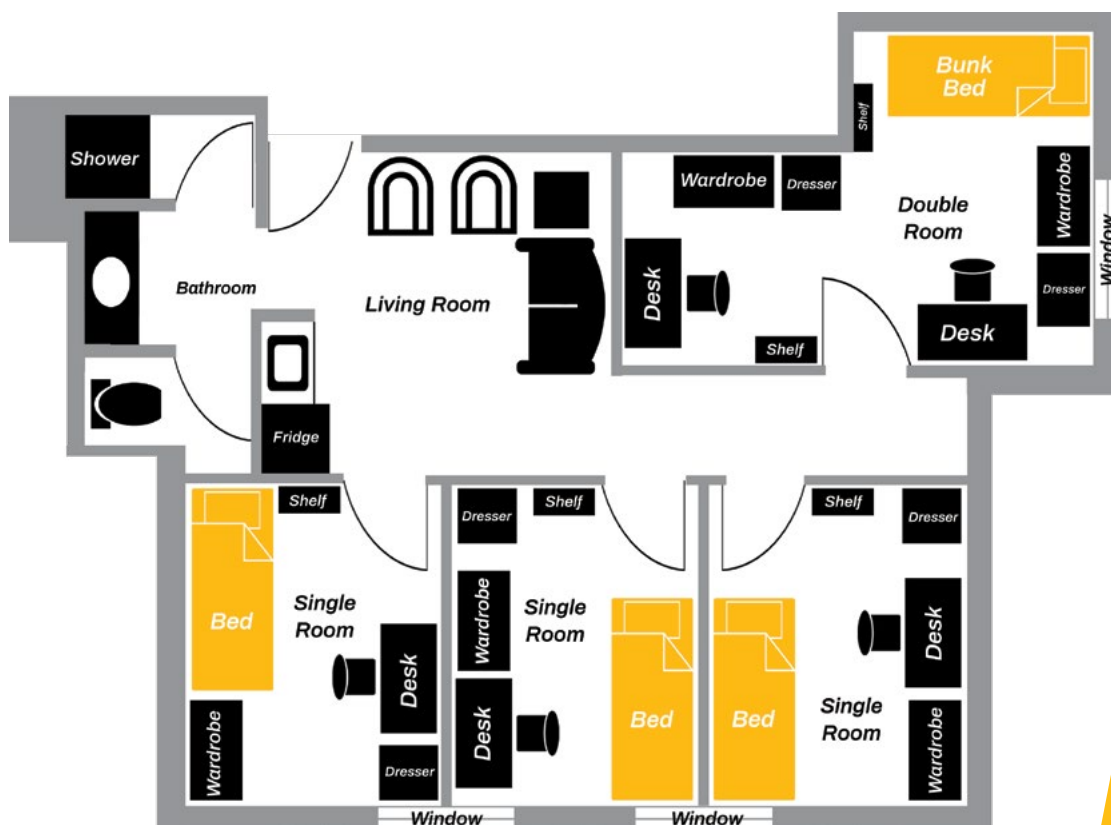 Bunk
Bed
Shelf
Shower
Wardrobe
Dresser
Wardrobe
Double
Room
Window
Bathroom
Living Room
Desk
Dresser
Desk
Shelf
Fridge
Shelf
Dresser
Shelf
Shelf
Dresser
Bed
Single
Room
Wardrobe
Single
Room
Desk
Desk
Bed
Bed
Single
Room
Desk
Wardrobe
Dresser
Wardrobe
Window
Window